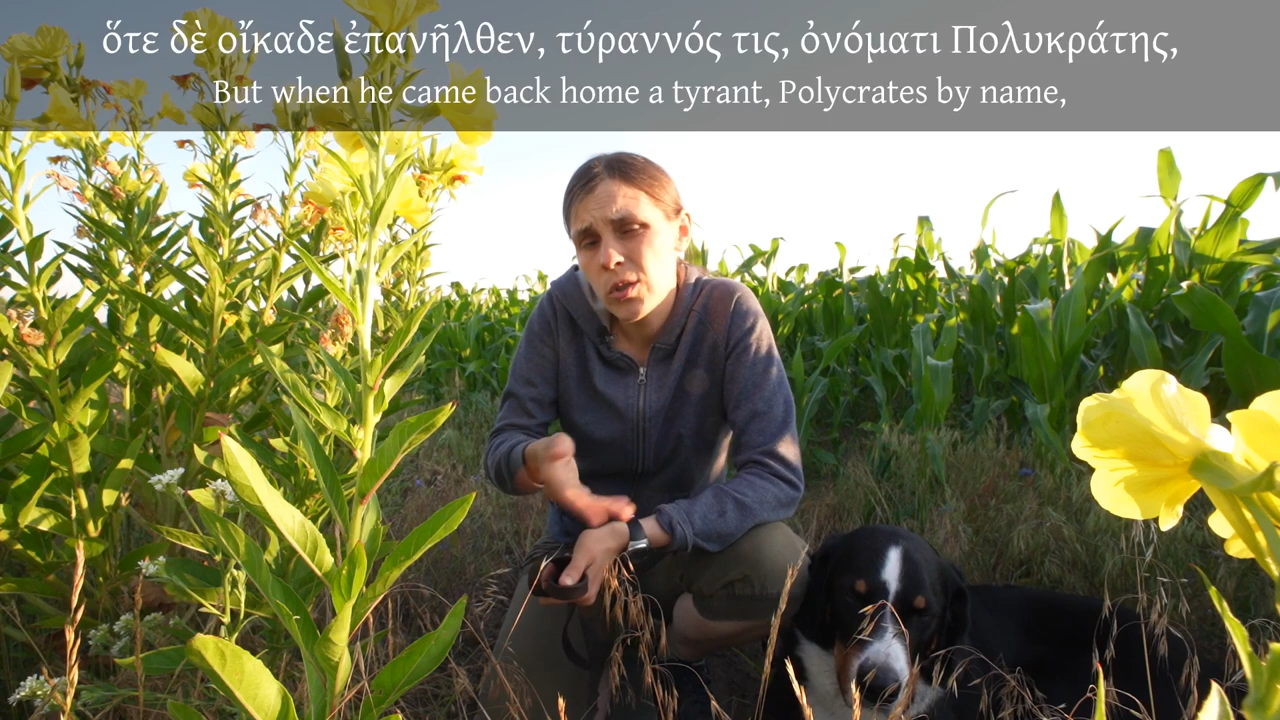 ὅτε δὲ οἴκαδε ἐπανῆλθεν, τύραννός τις, ὀνόματι Πολυκράτης,
But when he came back home a tyrant, Polycrates by name,